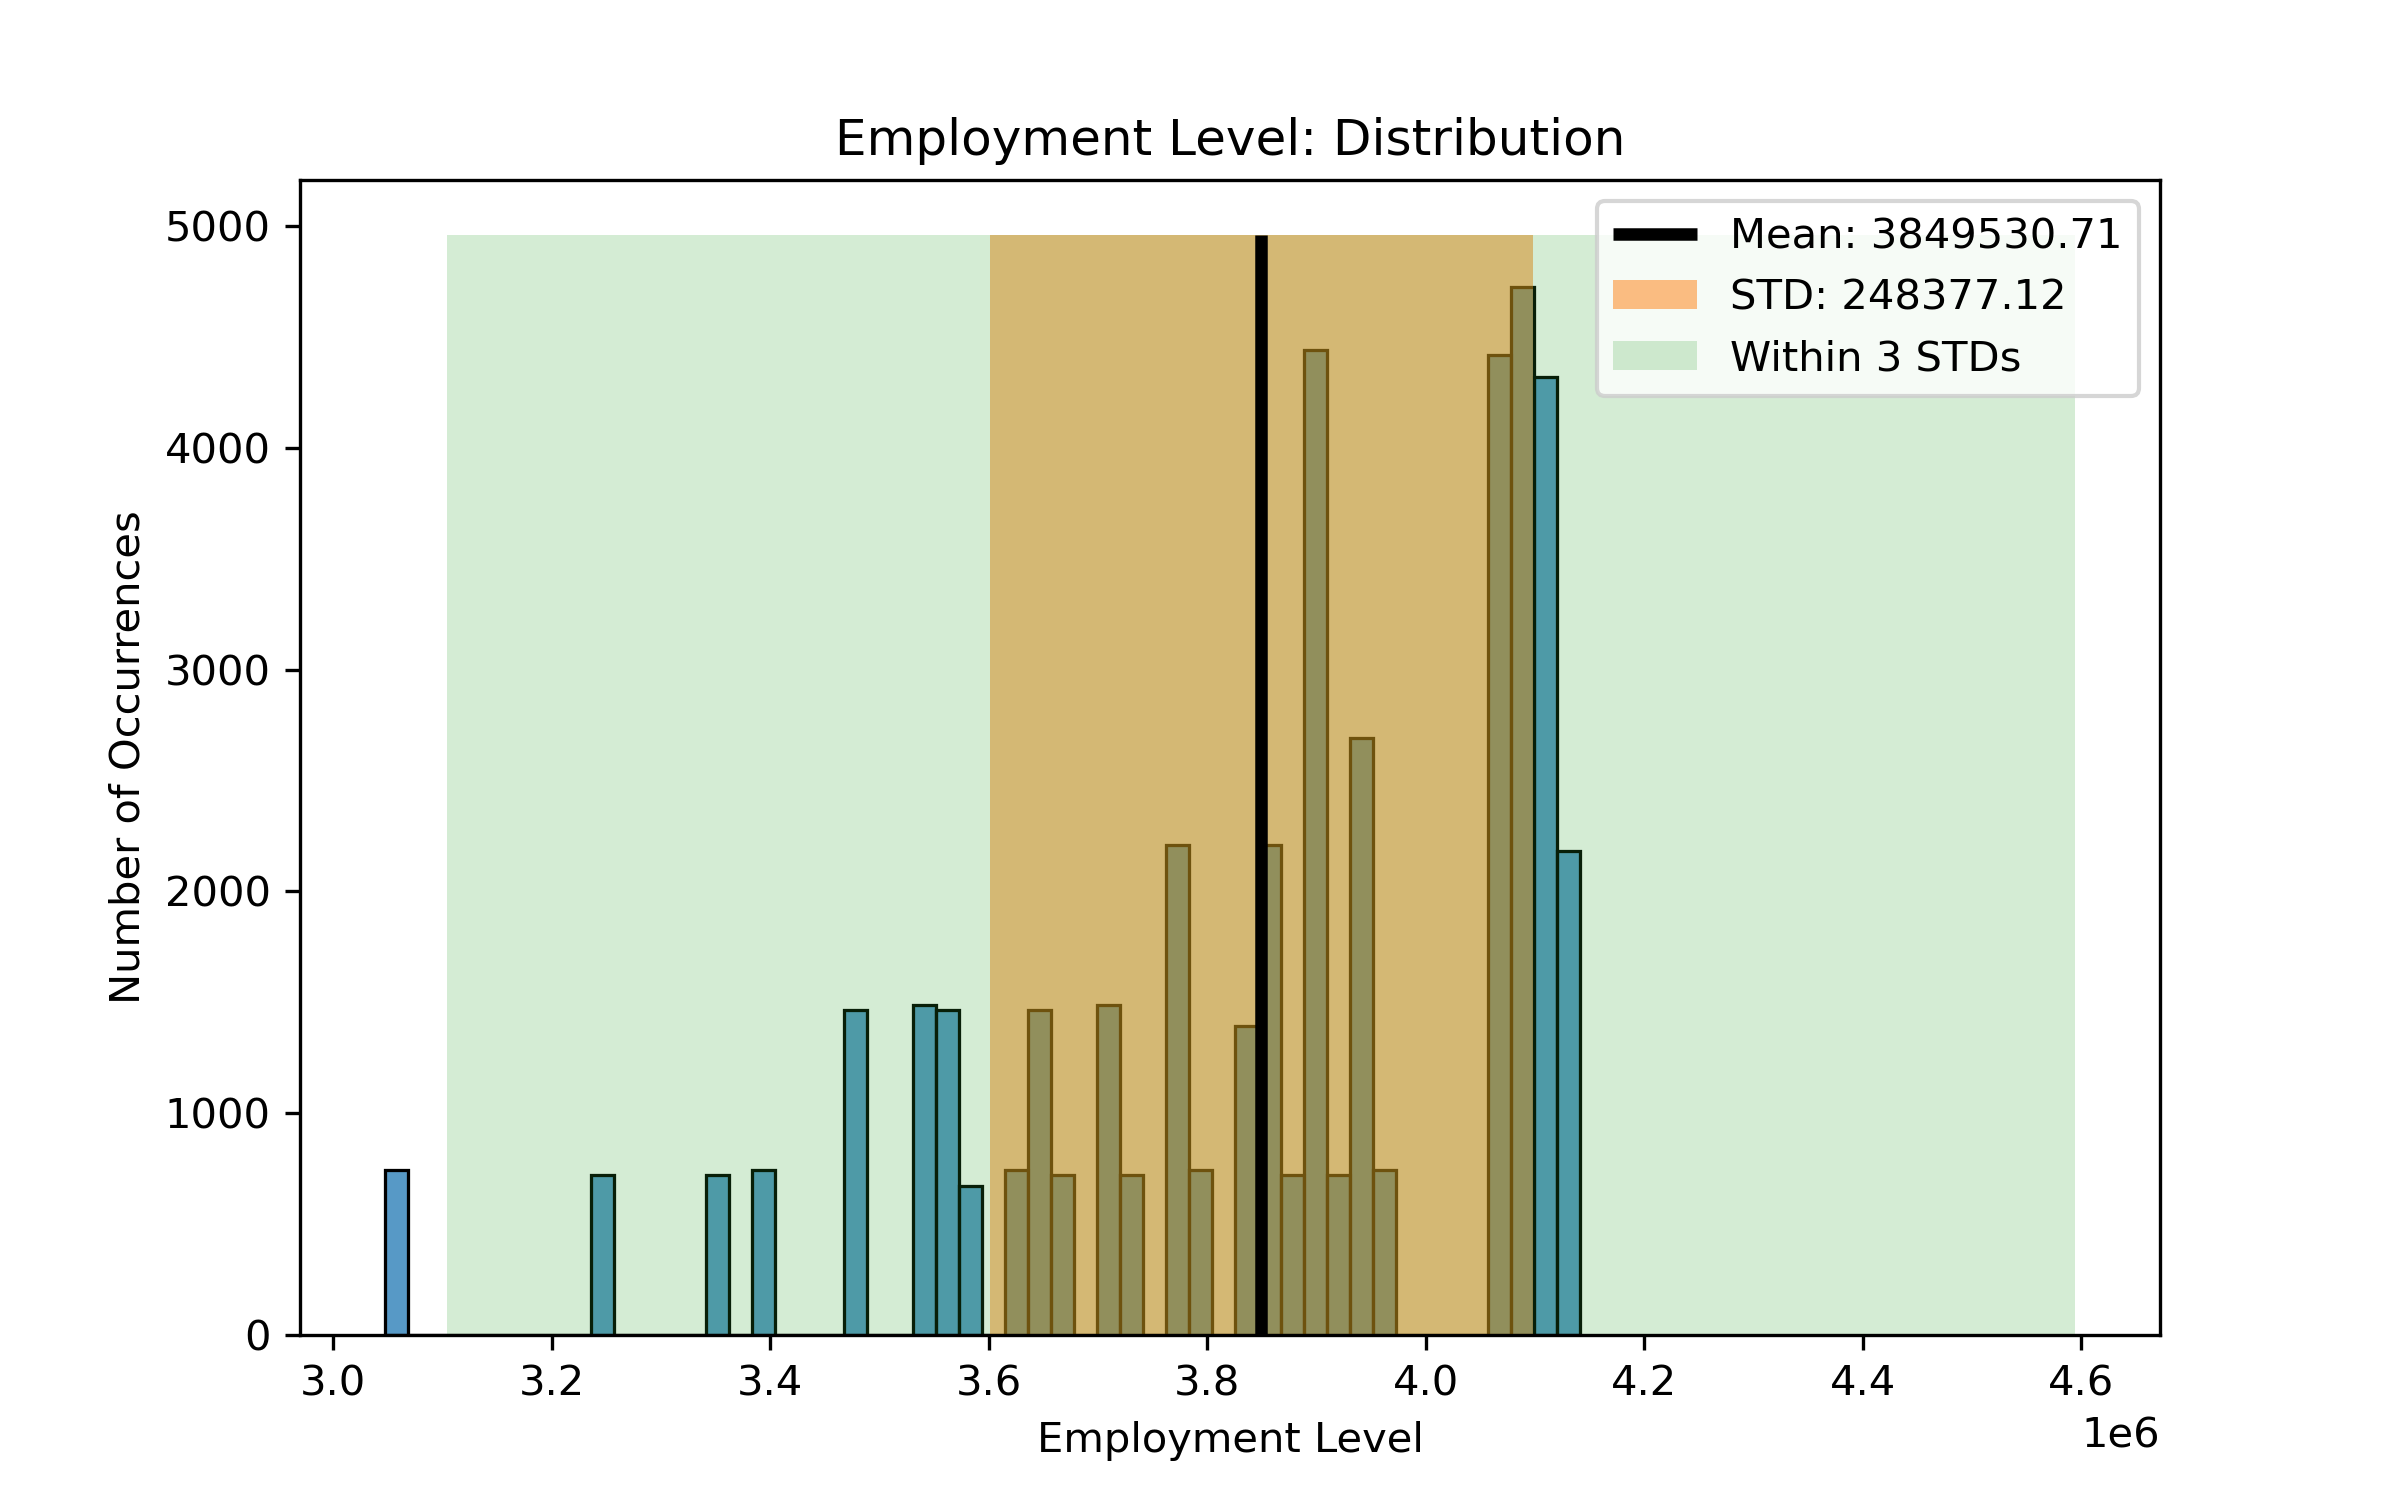 Employment Level: Distribution
Mean: 3849530.71
STD: 248377.12
Within 3 STDs
Number of Occurrences
5000
4000
3000
2000
1000
0
3.0 3.2 3.4 3.6 3.8 4.0 4.2 4.4 4.6
1e6
Employment Level